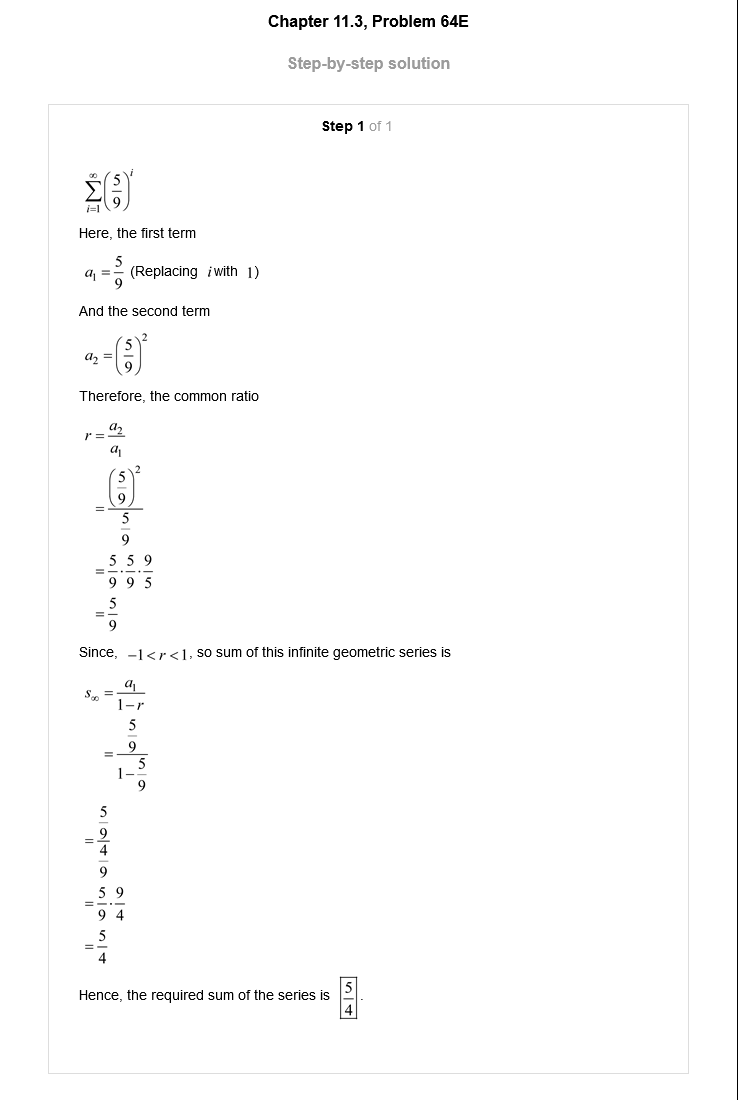 Chapter 11.3, Problem 64E
Step-by-step solution
Step 1 of 1
$\sum_{i=1}^{\infty}\left(\frac{5}{9}\right)^{i}$
Here, the first term
$a_1 = \frac{5}{9}$ (Replacing $i$ with 1)
And the second term
$a_2 = \left(\frac{5}{9}\right)^2$
Therefore, the common ratio
$r = \frac{a_2}{a_1}$
$= \frac{\left(\frac{5}{9}\right)^2}{\frac{5}{9}}$
$= \frac{5}{9} \cdot \frac{5}{9} \cdot \frac{9}{5}$
$= \frac{5}{9}$
Since, $-1 < r < 1$, so sum of this infinite geometric series is
$s_\infty = \frac{a_1}{1-r}$
$= \frac{\frac{5}{9}}{1-\frac{5}{9}}$
$= \frac{\frac{5}{9}}{\frac{4}{9}}$
$= \frac{5}{9} \cdot \frac{9}{4}$
$= \frac{5}{4}$
Hence, the required sum of the series is $\boxed{\frac{5}{4}}$.